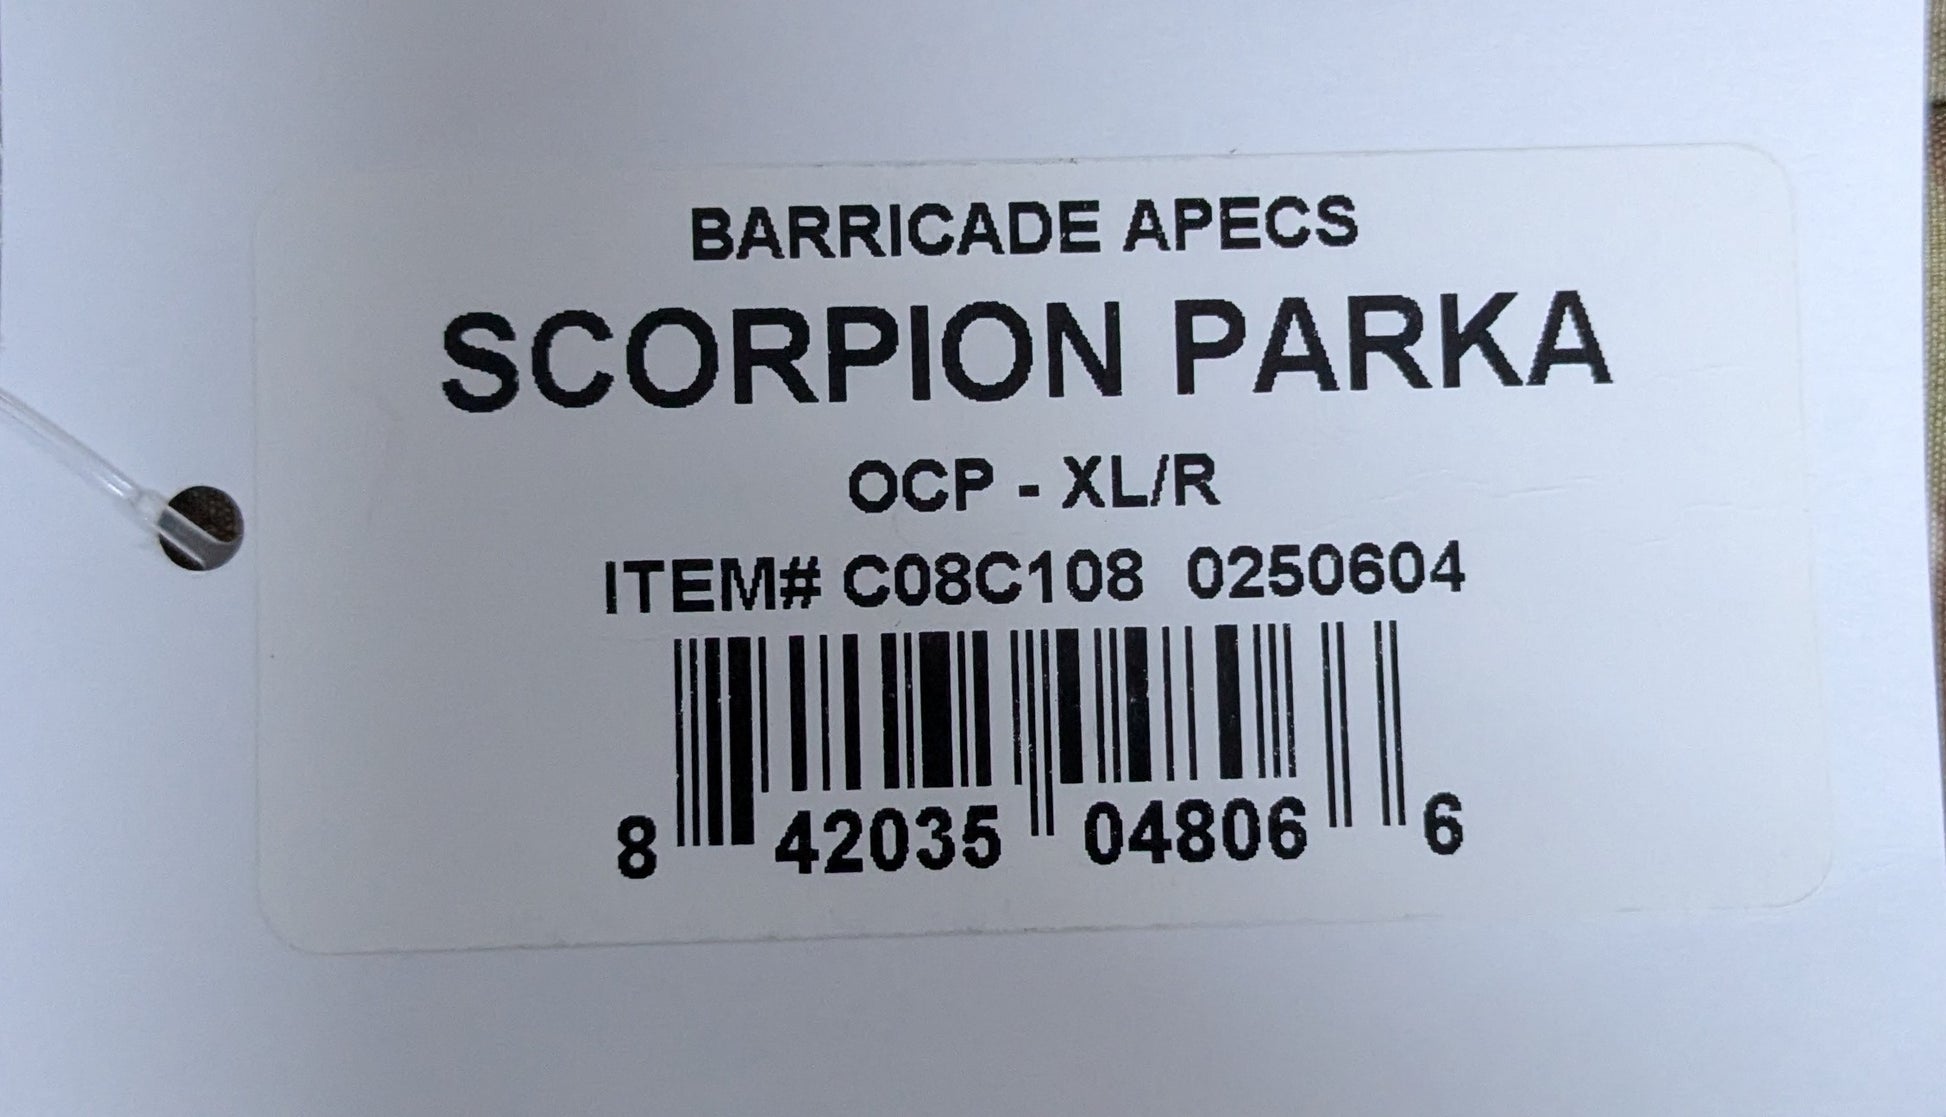 BARRICADE APECS
SCORPION PARKA
OCP - XL/R
ITEM# C08C108 0250604
8 42035 04806 6